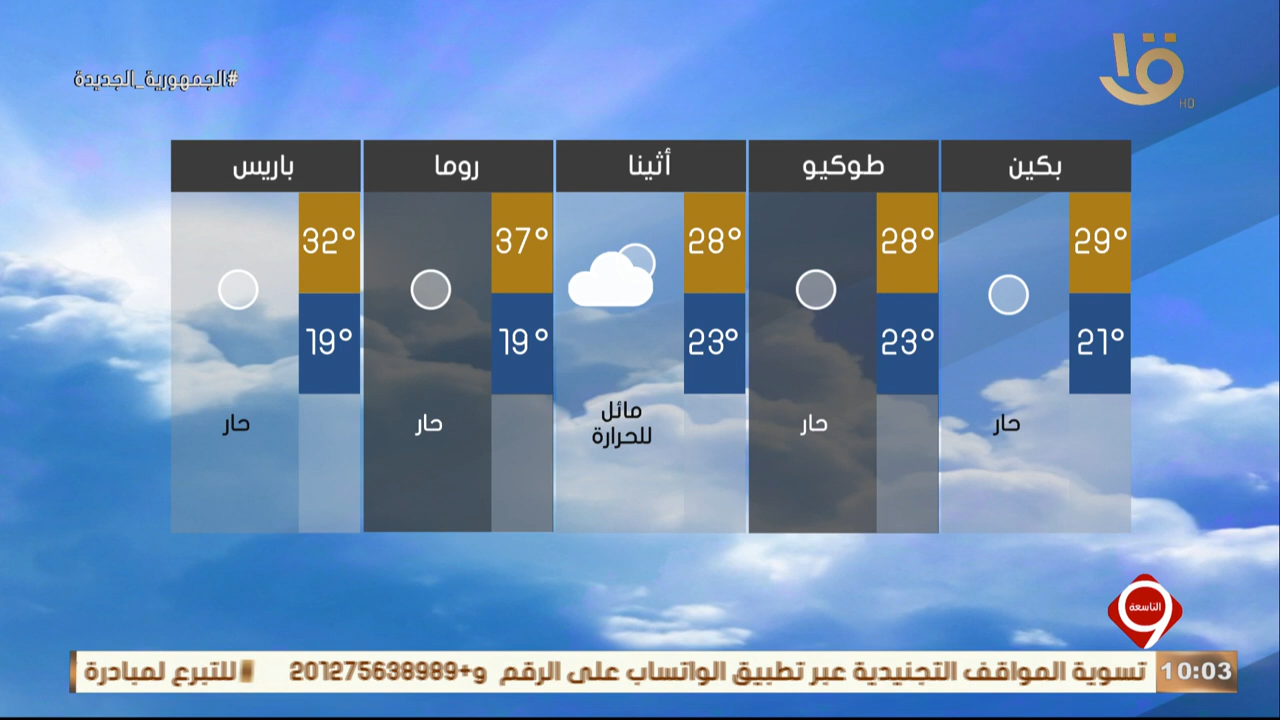 #الجمهورية_الجديدة
HD
بكين
29°
21°
حار
طوكيو
28°
23°
حار
أثينا
28°
23°
مائل
للحرارة
روما
37°
19°
حار
باريس
32°
19°
حار
التاسعة
9
10:03
تسوية المواقف التجنيدية عبر تطبيق الواتساب على الرقم و+201275638989 للتبرع لمبادرة